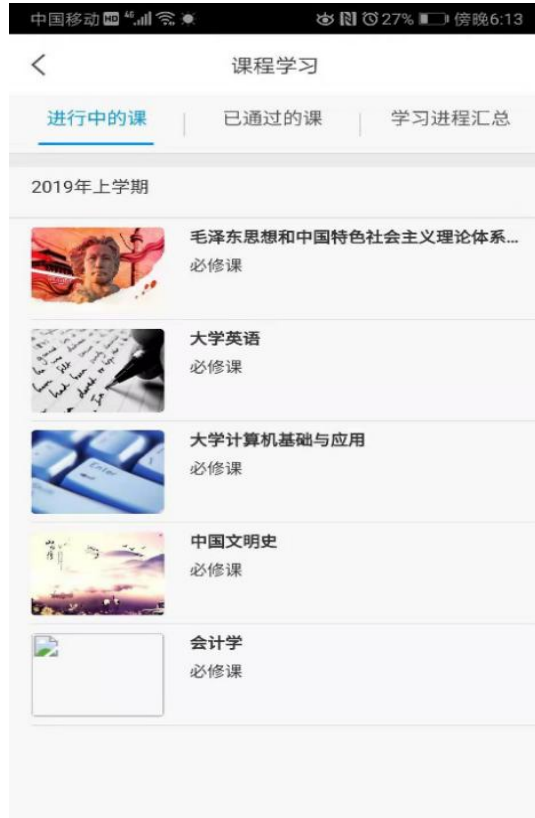 中国移动 HD 4G 27% 傍晚6:13
课程学习
进行中的课 已通过的课 学习进程汇总
2019年上学期
毛泽东思想和中国特色社会主义理论体系...
必修课
大学英语
必修课
Enter
大学计算机基础与应用
必修课
中国文明史
必修课
会计学
必修课